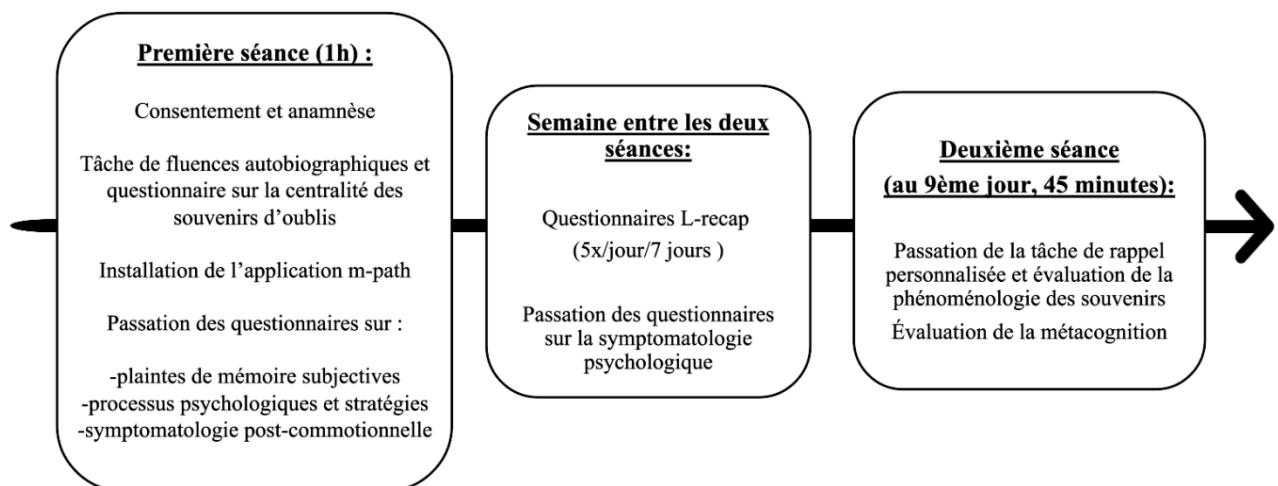 Première séance (1h) :
Consentement et anamnèse
Tâche de fluences autobiographiques et
questionnaire sur la centralité des
souvenirs d’oublis
Installation de l’application m-path
Passation des questionnaires sur :
-plaintes de mémoire subjectives
-processus psychologiques et stratégies
-symptomatologie post-commotionnelle
Semaine entre les deux
séances:
Questionnaires L-recap
(5x/jour/7 jours )
Passation des questionnaires
sur la symptomatologie
psychologique
Deuxième séance
(au 9ème jour, 45 minutes):
Passation de la tâche de rappel
personnalisée et évaluation de la
phénoménologie des souvenirs
Évaluation de la métacognition